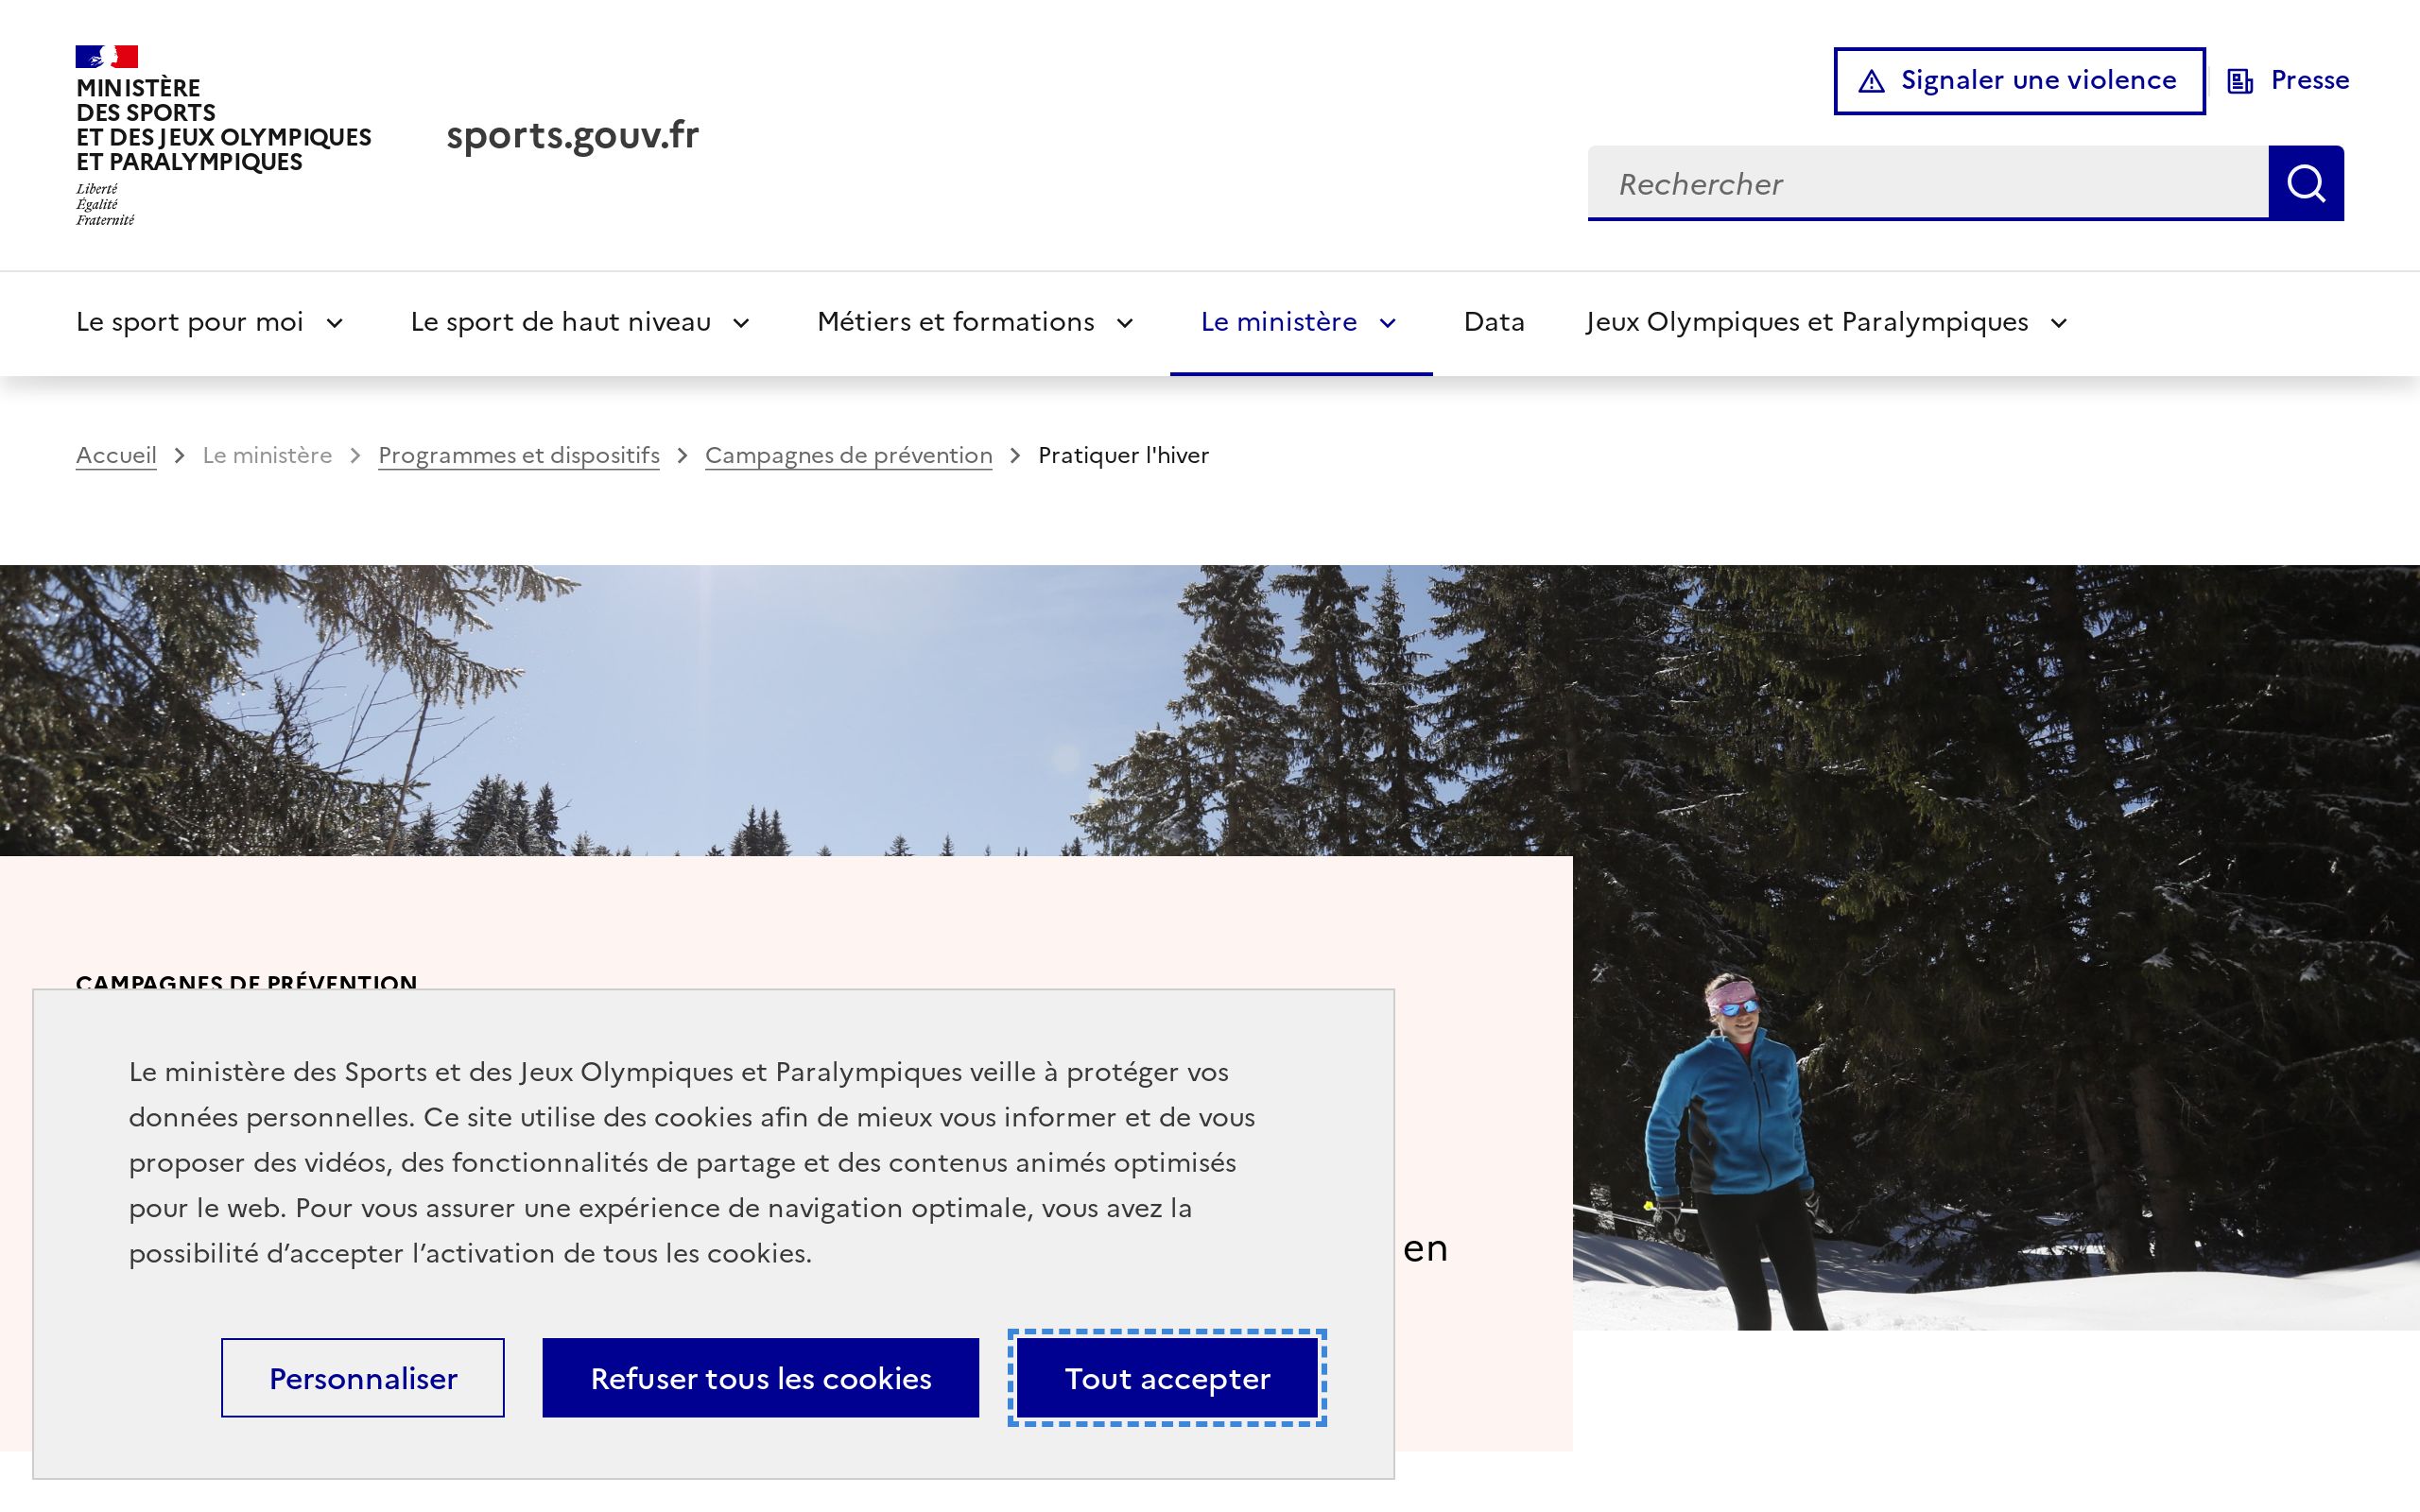 MINISTÈRE
DES SPORTS
ET DES JEUX OLYMPIQUES
ET PARALYMPIQUES
Liberté
Égalité
Fraternité
sports.gouv.fr
Signaler une violence
Presse
Rechercher
Le sport pour moi
Le sport de haut niveau
Métiers et formations
Le ministère
Data
Jeux Olympiques et Paralympiques
Accueil
Le ministère
Programmes et dispositifs
Campagnes de prévention
Pratiquer l'hiver
CAMPAGNES DE PRÉVENTION
en
Le ministère des Sports et des Jeux Olympiques et Paralympiques veille à protéger vos
données personnelles. Ce site utilise des cookies afin de mieux vous informer et de vous
proposer des vidéos, des fonctionnalités de partage et des contenus animés optimisés
pour le web. Pour vous assurer une expérience de navigation optimale, vous avez la
possibilité d’accepter l’activation de tous les cookies.
Personnaliser
Refuser tous les cookies
Tout accepter